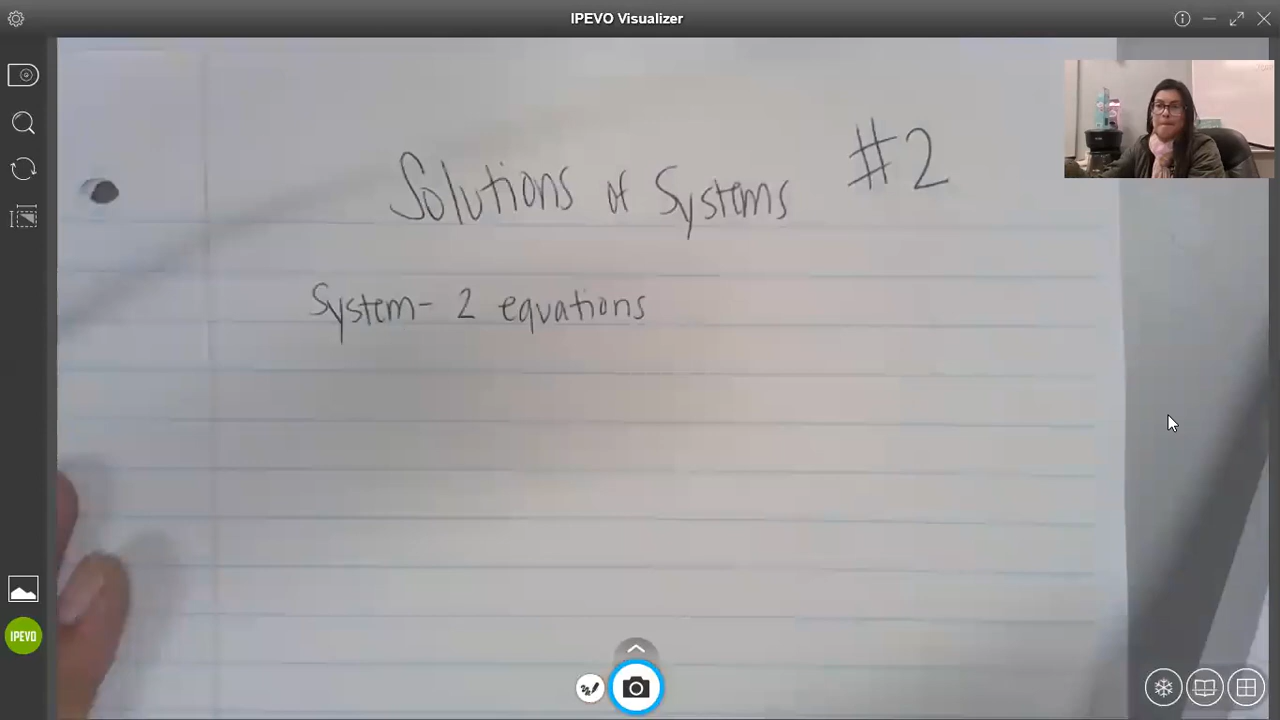 IPEVO Visualizer
Solutions of Systems #2
System- 2 equations
IPEVO